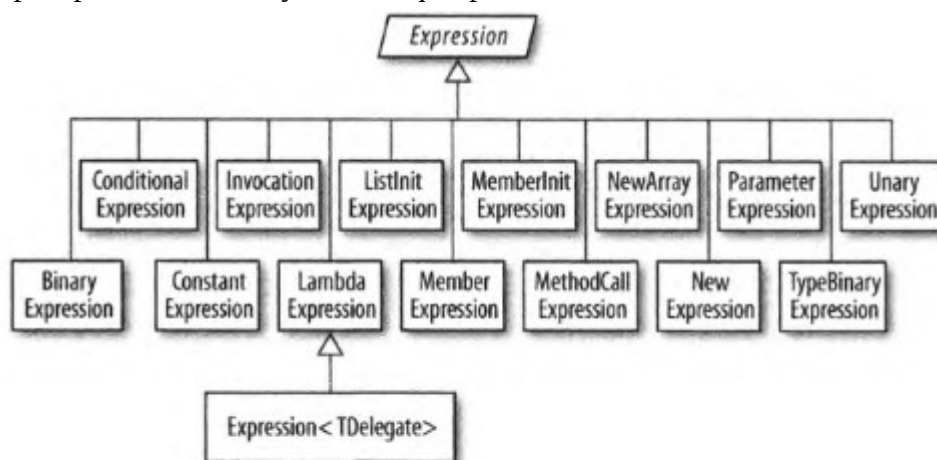 Expression
Conditional
Expression
Invocation
Expression
ListInit
Expression
MemberInit
Expression
NewArray
Expression
Parameter
Expression
Unary
Expression
Binary
Expression
Constant
Expression
Lambda
Expression
Member
Expression
MethodCall
Expression
New
Expression
TypeBinary
Expression
Expression< TDelegate>